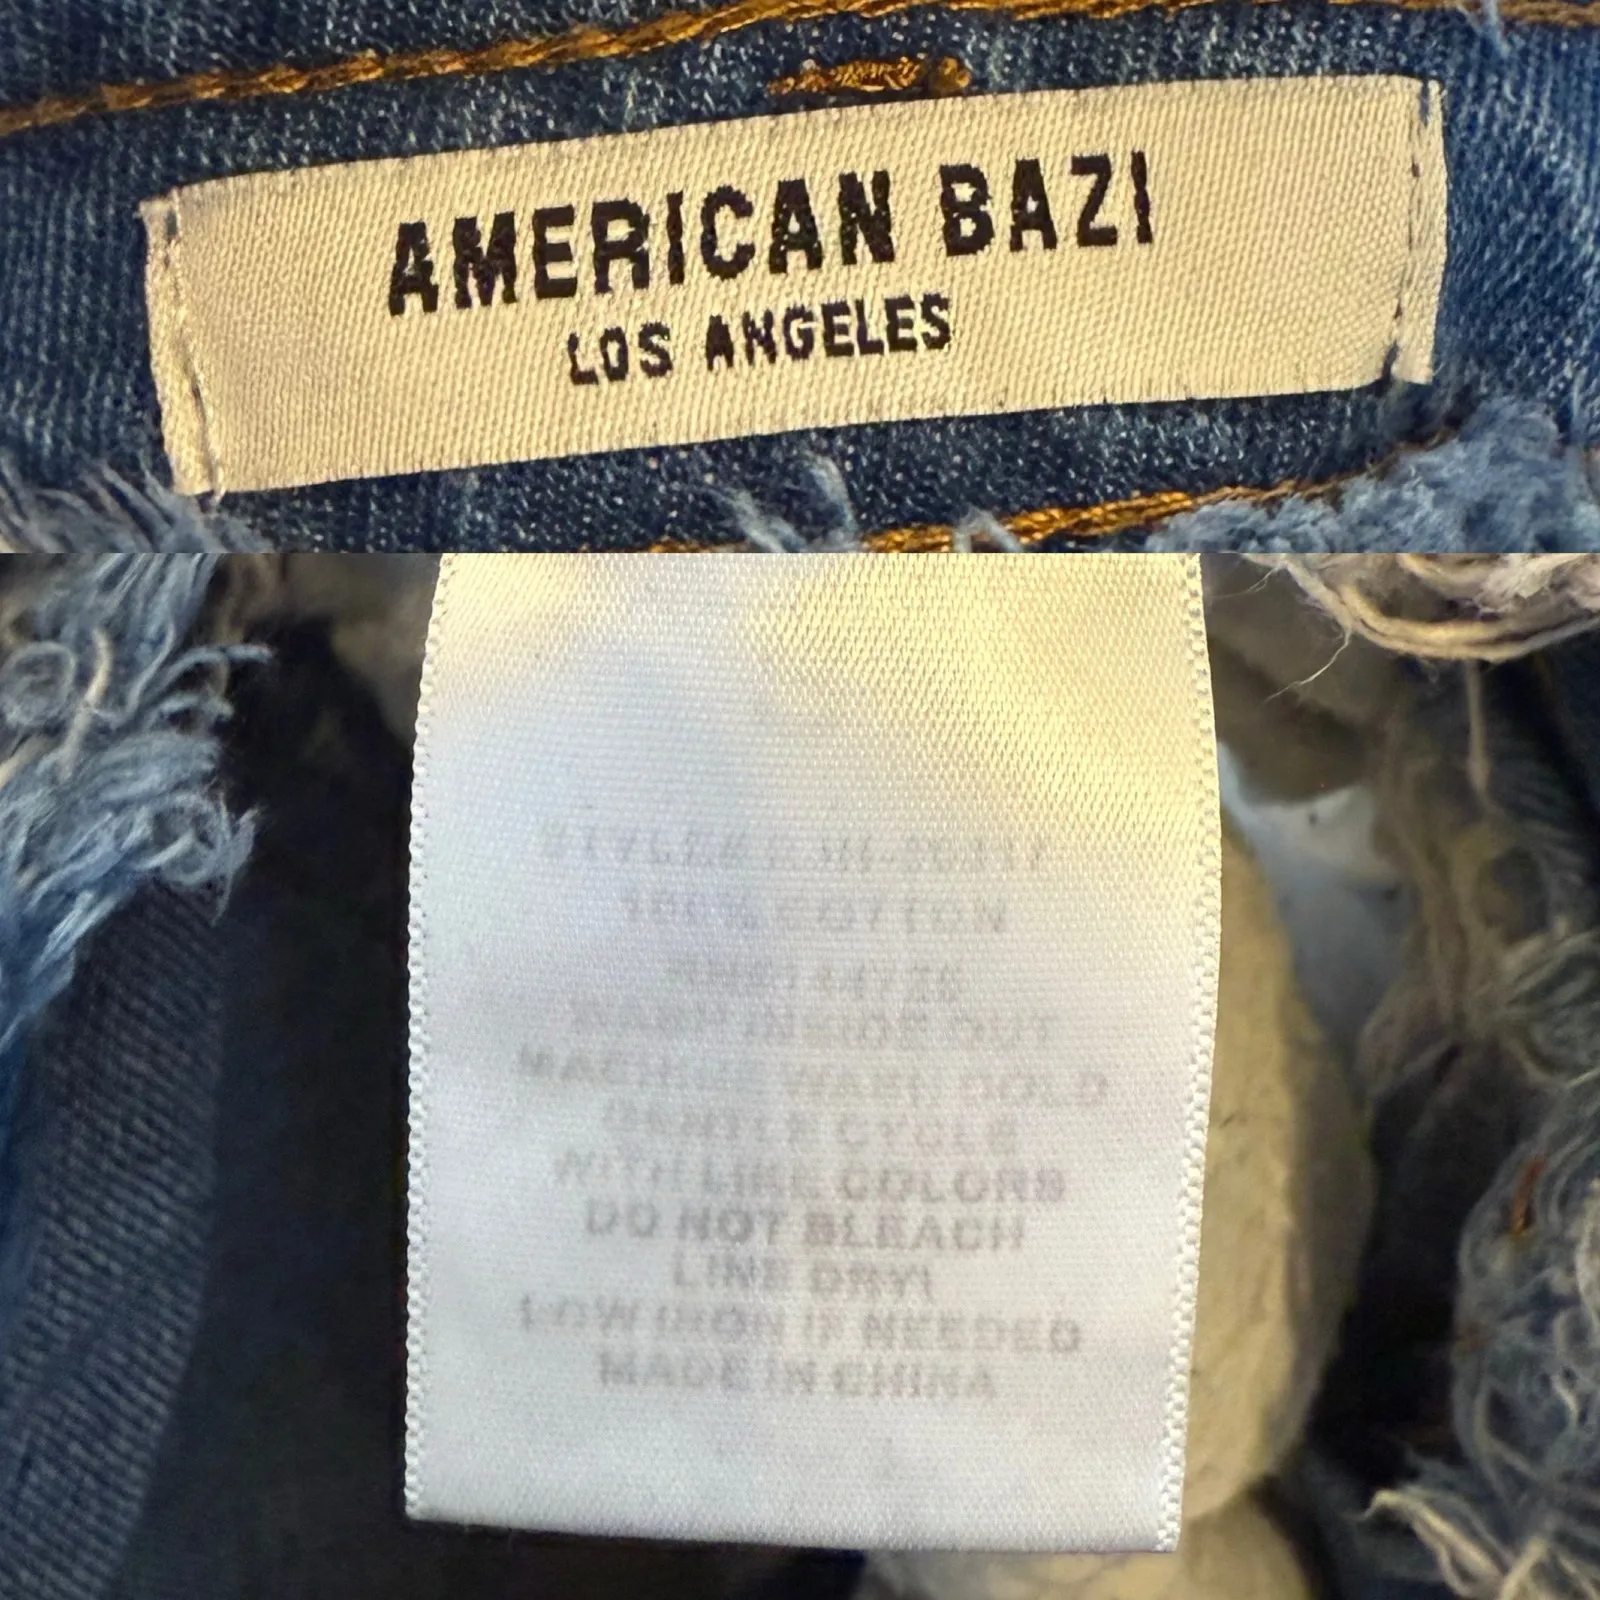 AMERICAN BAZI
LOS ANGELES
100% COTTON
WARM INSIDE OUT
MACHINE WASH COLD
GENTLE CYCLE
WITH LIKE COLORS
DO NOT BLEACH
LINE DRY!
LOW IRON IF NEEDED
MADE IN CHINA